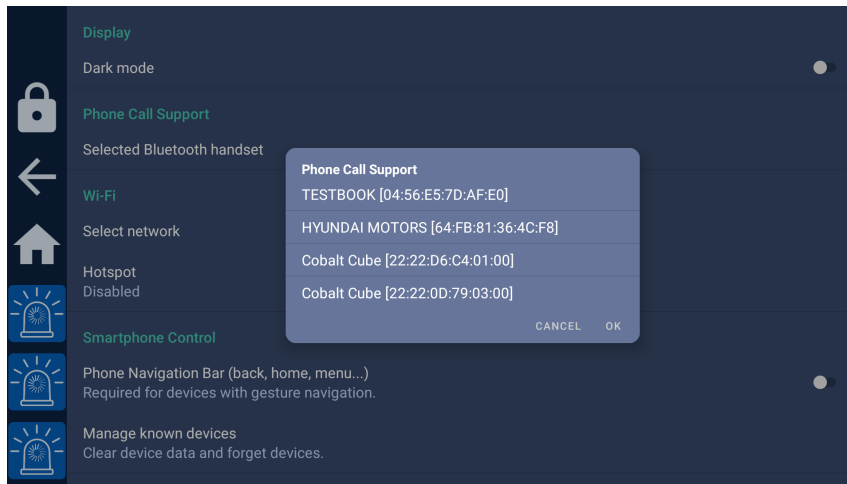 Display
Dark mode
Phone Call Support
Selected Bluetooth handset
Wi-Fi
Select network
Hotspot
Disabled
Smartphone Control
Phone Navigation Bar (back, home, menu...)
Required for devices with gesture navigation.
Manage known devices
Clear device data and forget devices.
Phone Call Support
TESTBOOK [04:56:E5:7D:AF:E0]
HYUNDAI MOTORS [64:FB:81:36:4C:F8]
Cobalt Cube [22:22:D6:C4:01:00]
Cobalt Cube [22:22:0D:79:03:00]
CANCEL OK